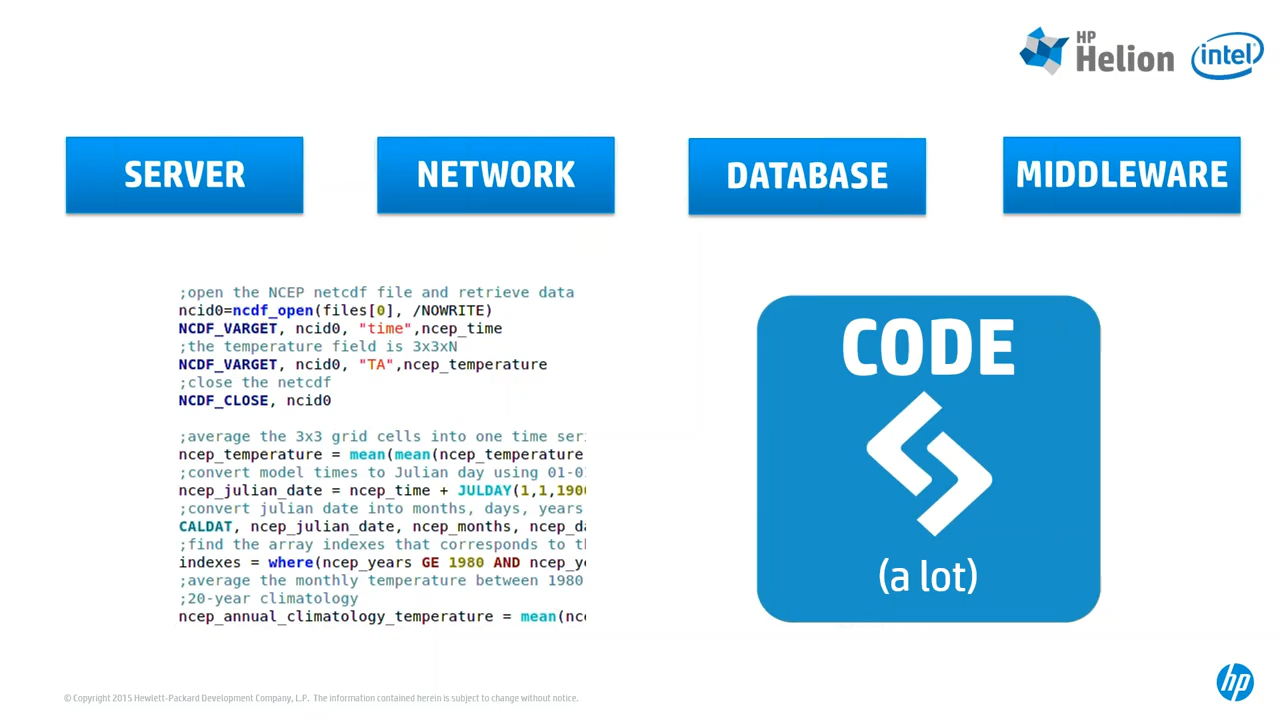 HP
Helion
intel
SERVER
NETWORK
DATABASE
MIDDLEWARE
;open the NCEP netcdf file and retrieve data
ncid0=ncdf_open(files[0], /NOWRITE)
NCDF_VARGET, ncid0, "time",ncep_time
;the temperature field is 3x3xN
NCDF_VARGET, ncid0, "TA",ncep_temperature
;close the netcdf
NCDF_CLOSE, ncid0
;average the 3x3 grid cells into one time ser
ncep_temperature = mean(mean(ncep_temperature
;convert model times to Julian day using 01-0
ncep_julian_date = ncep_time + JULDAY(1,1,190
;convert julian date into months, days, years
CALDAT, ncep_julian_date, ncep_months, ncep_d
;find the array indexes that corresponds to t
indexes = where(ncep_years GE 1980 AND ncep_y
;average the monthly temperature between 1980
;20-year climatology
ncep_annual_climatology_temperature = mean(nc
CODE
(a lot)
© Copyright 2015 Hewlett-Packard Development Company, L.P. The information contained herein is subject to change without notice.
hp